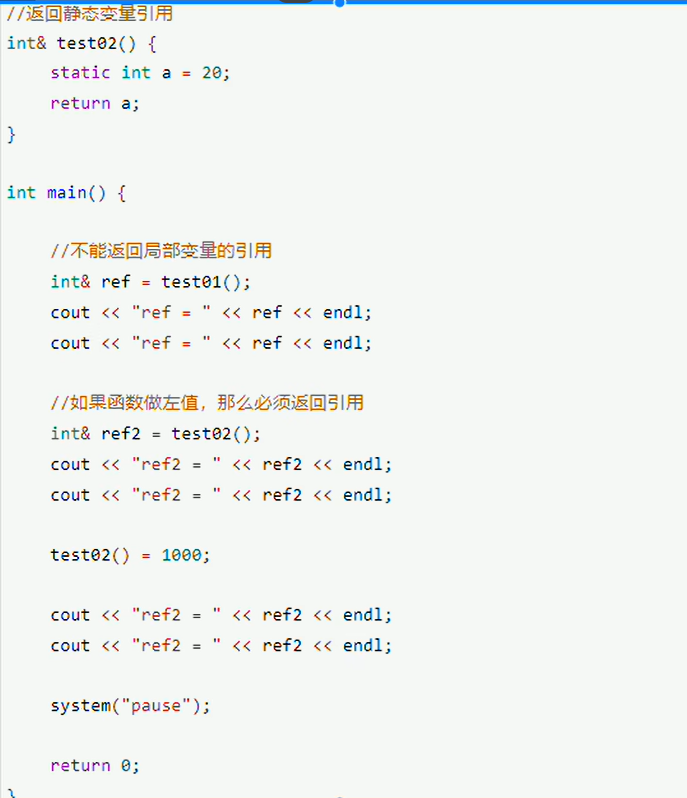 //返回静态变量引用
int& test02() {
    static int a = 20;
    return a;
}
int main() {
    //不能返回局部变量的引用
    int& ref = test01();
    cout << "ref = " << ref << endl;
    cout << "ref = " << ref << endl;
    //如果函数做左值，那么必须返回引用
    int& ref2 = test02();
    cout << "ref2 = " << ref2 << endl;
    cout << "ref2 = " << ref2 << endl;
    test02() = 1000;
    cout << "ref2 = " << ref2 << endl;
    cout << "ref2 = " << ref2 << endl;
    system("pause");
    return 0;
}